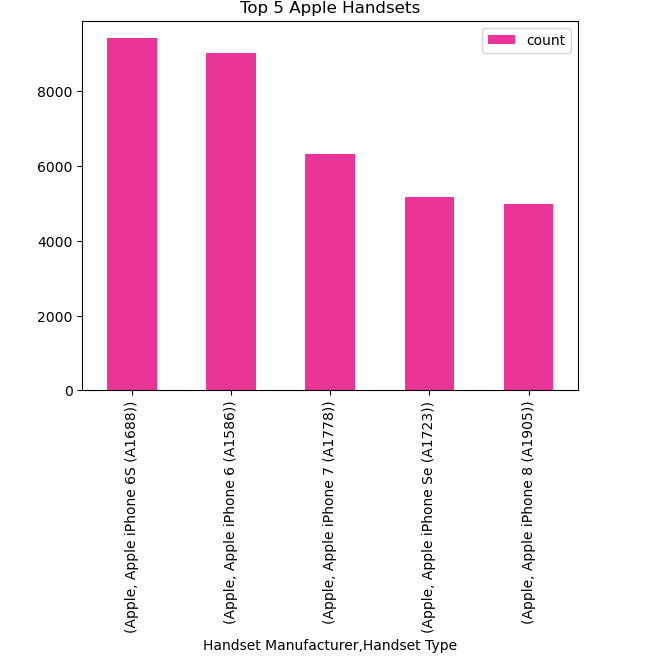 Top 5 Apple Handsets
count
8000
6000
4000
2000
0
(Apple, Apple iPhone 6S (A1688))
(Apple, Apple iPhone 6 (A1586))
(Apple, Apple iPhone 7 (A1778))
(Apple, Apple iPhone Se (A1723))
(Apple, Apple iPhone 8 (A1905))
Handset Manufacturer,Handset Type